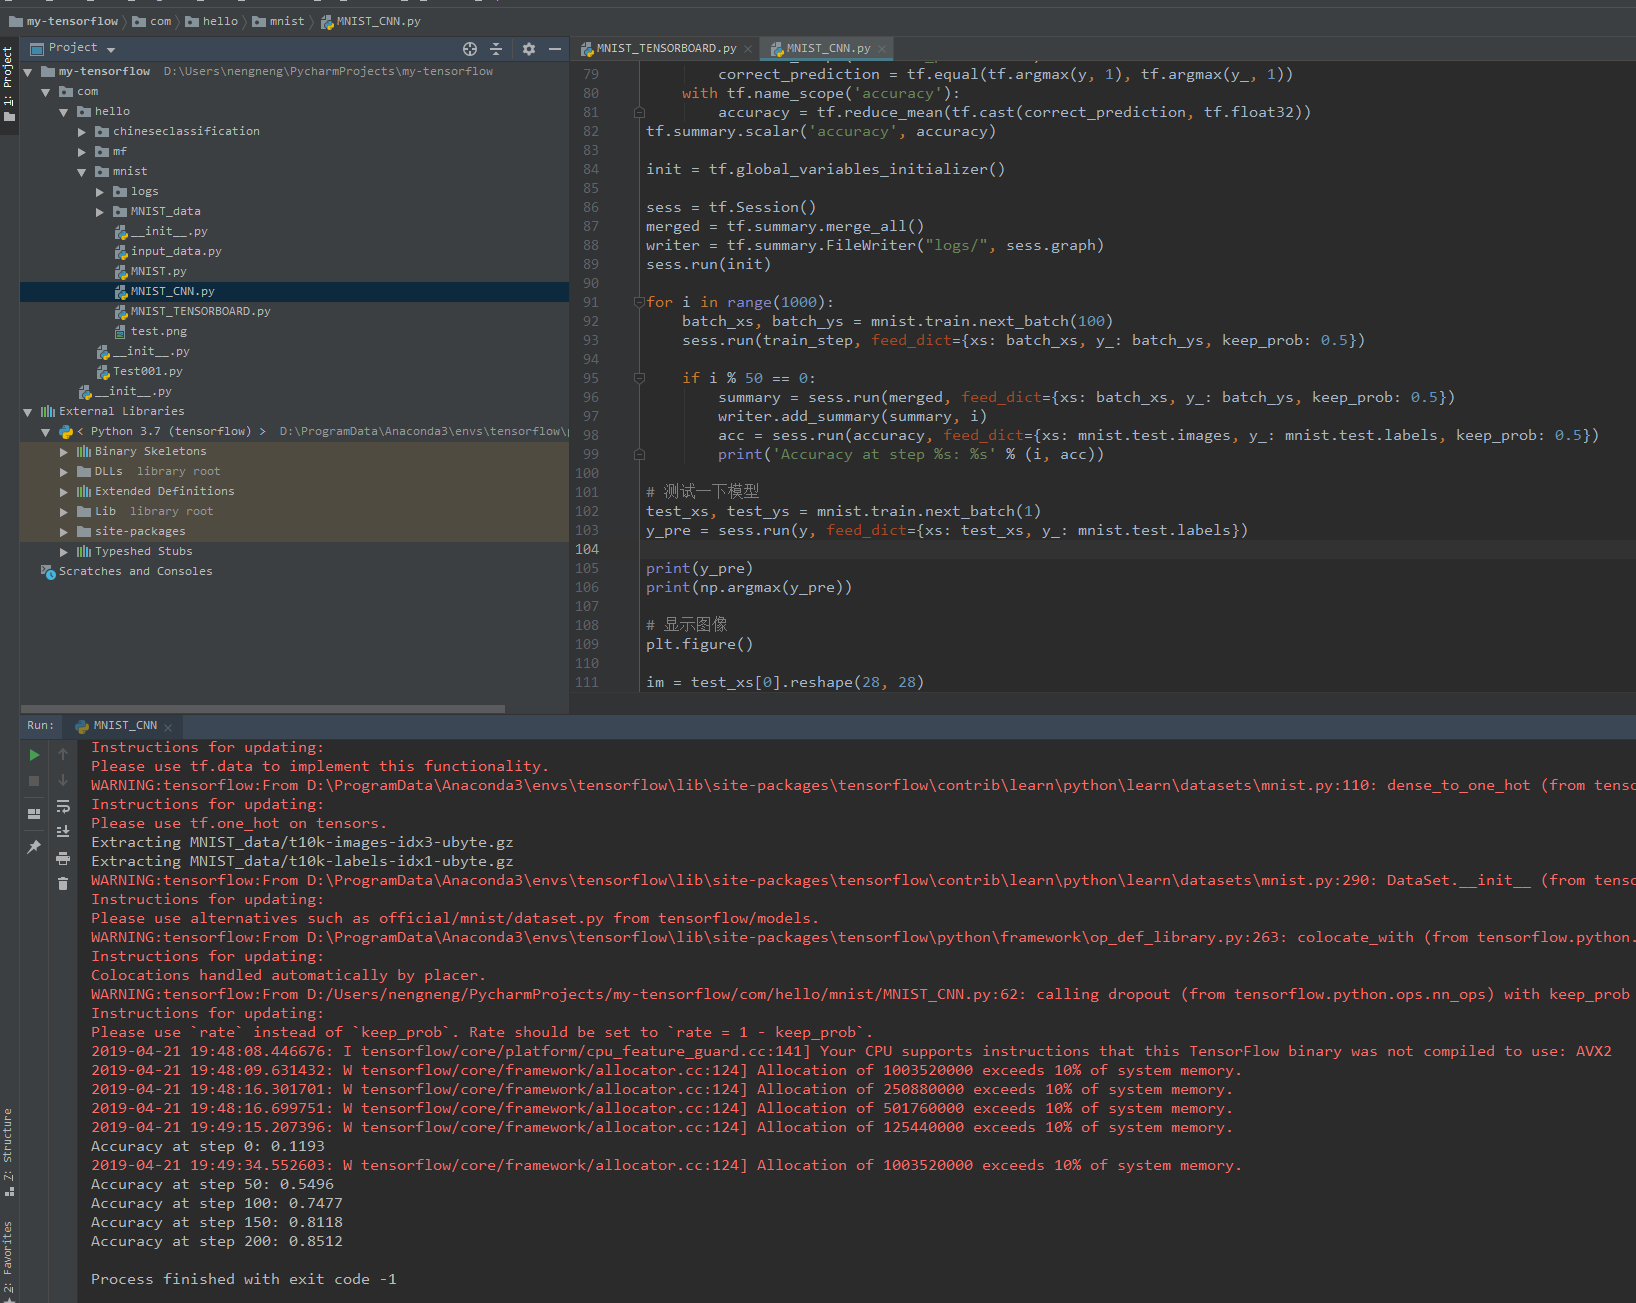 my-tensorflow com hello mnist MNIST_CNN.py
Project
MNIST_TENSORBOARD.py MNIST_CNN.py
1: Project
my-tensorflow D:\Users\nengneng\PycharmProjects\my-tensorflow
com
hello
chineseclassification
mf
mnist
logs
MNIST_data
__init__.py
input_data.py
MNIST.py
MNIST_CNN.py
MNIST_TENSORBOARD.py
test.png
__init__.py
Test001.py
__init__.py
External Libraries
< Python 3.7 (tensorflow) > D:\ProgramData\Anaconda3\envs\tensorflow\
Binary Skeletons
DLLs library root
Extended Definitions
Lib library root
site-packages
Typeshed Stubs
Scratches and Consoles
79 correct_prediction = tf.equal(tf.argmax(y, 1), tf.argmax(y_, 1))
80 with tf.name_scope('accuracy'):
81 accuracy = tf.reduce_mean(tf.cast(correct_prediction, tf.float32))
82 tf.summary.scalar('accuracy', accuracy)
83
84 init = tf.global_variables_initializer()
85
86 sess = tf.Session()
87 merged = tf.summary.merge_all()
88 writer = tf.summary.FileWriter("logs/", sess.graph)
89 sess.run(init)
90
91 for i in range(1000):
92 batch_xs, batch_ys = mnist.train.next_batch(100)
93 sess.run(train_step, feed_dict={xs: batch_xs, y_: batch_ys, keep_prob: 0.5})
94
95 if i % 50 == 0:
96 summary = sess.run(merged, feed_dict={xs: batch_xs, y_: batch_ys, keep_prob: 0.5})
97 writer.add_summary(summary, i)
98 acc = sess.run(accuracy, feed_dict={xs: mnist.test.images, y_: mnist.test.labels, keep_prob: 0.5})
99 print('Accuracy at step %s: %s' % (i, acc))
100
101 # 测试一下模型
102 test_xs, test_ys = mnist.train.next_batch(1)
103 y_pre = sess.run(y, feed_dict={xs: test_xs, y_: mnist.test.labels})
104
105 print(y_pre)
106 print(np.argmax(y_pre))
107
108 # 显示图像
109 plt.figure()
110
111 im = test_xs[0].reshape(28, 28)
Run: MNIST_CNN
Instructions for updating:
Please use tf.data to implement this functionality.
WARNING:tensorflow:From D:\ProgramData\Anaconda3\envs\tensorflow\lib\site-packages\tensorflow\contrib\learn\python\learn\datasets\mnist.py:110: dense_to_one_hot (from tenso
Instructions for updating:
Please use tf.one_hot on tensors.
Extracting MNIST_data/t10k-images-idx3-ubyte.gz
Extracting MNIST_data/t10k-labels-idx1-ubyte.gz
WARNING:tensorflow:From D:\ProgramData\Anaconda3\envs\tensorflow\lib\site-packages\tensorflow\contrib\learn\python\learn\datasets\mnist.py:290: DataSet.__init__ (from tenso
Instructions for updating:
Please use alternatives such as official/mnist/dataset.py from tensorflow/models.
WARNING:tensorflow:From D:\ProgramData\Anaconda3\envs\tensorflow\lib\site-packages\tensorflow\python\framework\op_def_library.py:263: colocate_with (from tensorflow.python.
Instructions for updating:
Colocations handled automatically by placer.
WARNING:tensorflow:From D:/Users/nengneng/PycharmProjects/my-tensorflow/com/hello/mnist/MNIST_CNN.py:62: calling dropout (from tensorflow.python.ops.nn_ops) with keep_prob
Instructions for updating:
Please use `rate` instead of `keep_prob`. Rate should be set to `rate = 1 - keep_prob`.
2019-04-21 19:48:08.446676: I tensorflow/core/platform/cpu_feature_guard.cc:141] Your CPU supports instructions that this TensorFlow binary was not compiled to use: AVX2
2019-04-21 19:48:09.631432: W tensorflow/core/framework/allocator.cc:124] Allocation of 1003520000 exceeds 10% of system memory.
2019-04-21 19:48:16.301701: W tensorflow/core/framework/allocator.cc:124] Allocation of 250880000 exceeds 10% of system memory.
2019-04-21 19:48:16.699751: W tensorflow/core/framework/allocator.cc:124] Allocation of 501760000 exceeds 10% of system memory.
2019-04-21 19:49:15.207396: W tensorflow/core/framework/allocator.cc:124] Allocation of 125440000 exceeds 10% of system memory.
Accuracy at step 0: 0.1193
2019-04-21 19:49:34.552603: W tensorflow/core/framework/allocator.cc:124] Allocation of 1003520000 exceeds 10% of system memory.
Accuracy at step 50: 0.5496
Accuracy at step 100: 0.7477
Accuracy at step 150: 0.8118
Accuracy at step 200: 0.8512
Process finished with exit code -1
Z: Structure
2: Favorites